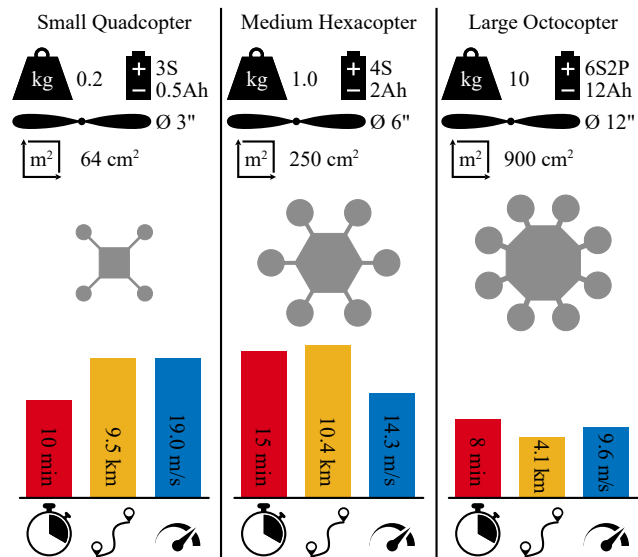 Small Quadcopter
kg 0.2
3S
0.5Ah
Ø 3"
m² 64 cm²
10 min
9.5 km
19.0 m/s
Medium Hexacopter
kg 1.0
4S
2Ah
Ø 6"
m² 250 cm²
15 min
10.4 km
14.3 m/s
Large Octocopter
kg 10
6S2P
12Ah
Ø 12"
m² 900 cm²
8 min
4.1 km
9.6 m/s